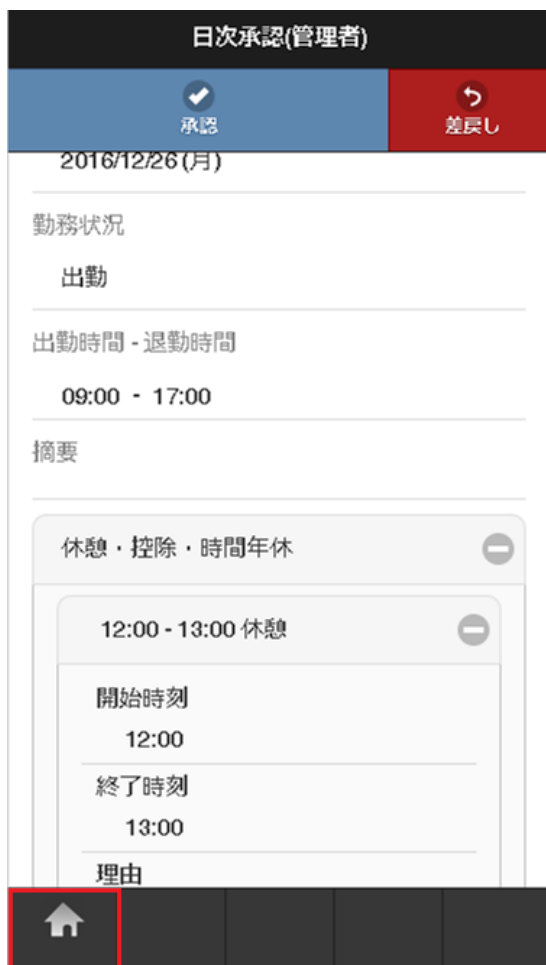 日次承認(管理者)
承認
差戻し
2016/12/26(月)
勤務状況
出勤
出勤時間 - 退勤時間
09:00 - 17:00
摘要
休憩・控除・時間年休
12:00 - 13:00 休憩
開始時刻
12:00
終了時刻
13:00
理由